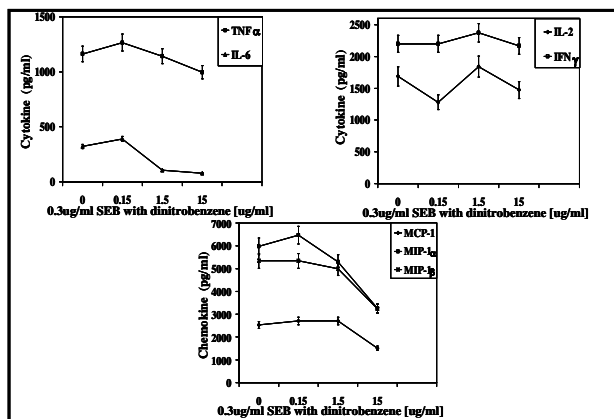 1500
1000
500
0
Cytokine (pg/ml)
TNFα
IL-6
0 0.15 1.5 15
0.3ug/ml SEB with dinitrobenzene [ug/ml]
2500
2000
1500
1000
500
0
Cytokine (pg/ml)
IL-2
IFNγ
0 0.15 1.5 15
0.3ug/ml SEB with dinitrobenzene [ug/ml]
7000
6000
5000
4000
3000
2000
1000
0
Chemokine (pg/ml)
MCP-1
MIP-1α
MIP-1β
0 0.15 1.5 15
0.3ug/ml SEB with dinitrobenzene [ug/ml]